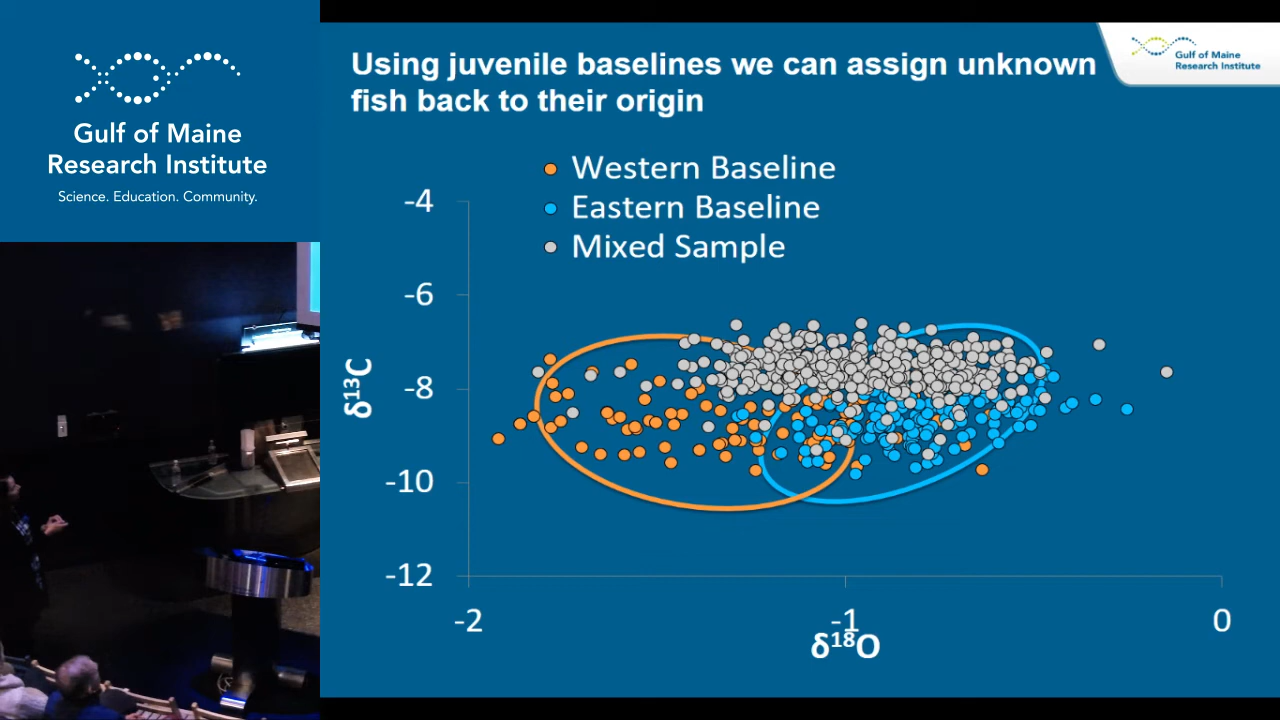 Gulf of Maine
Research Institute
Science. Education. Community.
Using juvenile baselines we can assign unknown
fish back to their origin
Gulf of Maine
Research Institute
Western Baseline
Eastern Baseline
Mixed Sample
-4
-6
-8
-10
-12
δ¹³C
-2
-1
0
δ¹⁸O